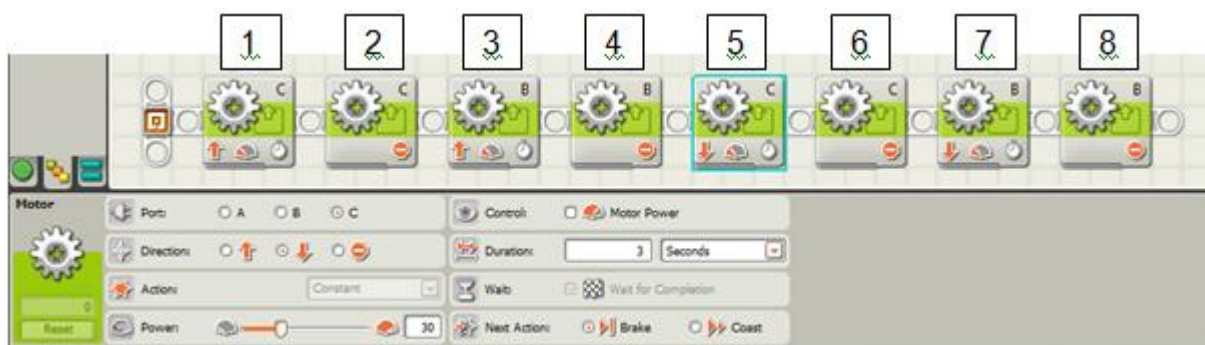 1 2 3 4 5 6 7 8
C C B B C C B B
Motor
0
Reset
Port: A B C
Direction:
Action: Constant
Power: 30
Control: Motor Power
Duration: 3 Seconds
Wait: Wait for Completion
Next Action: Brake Coast